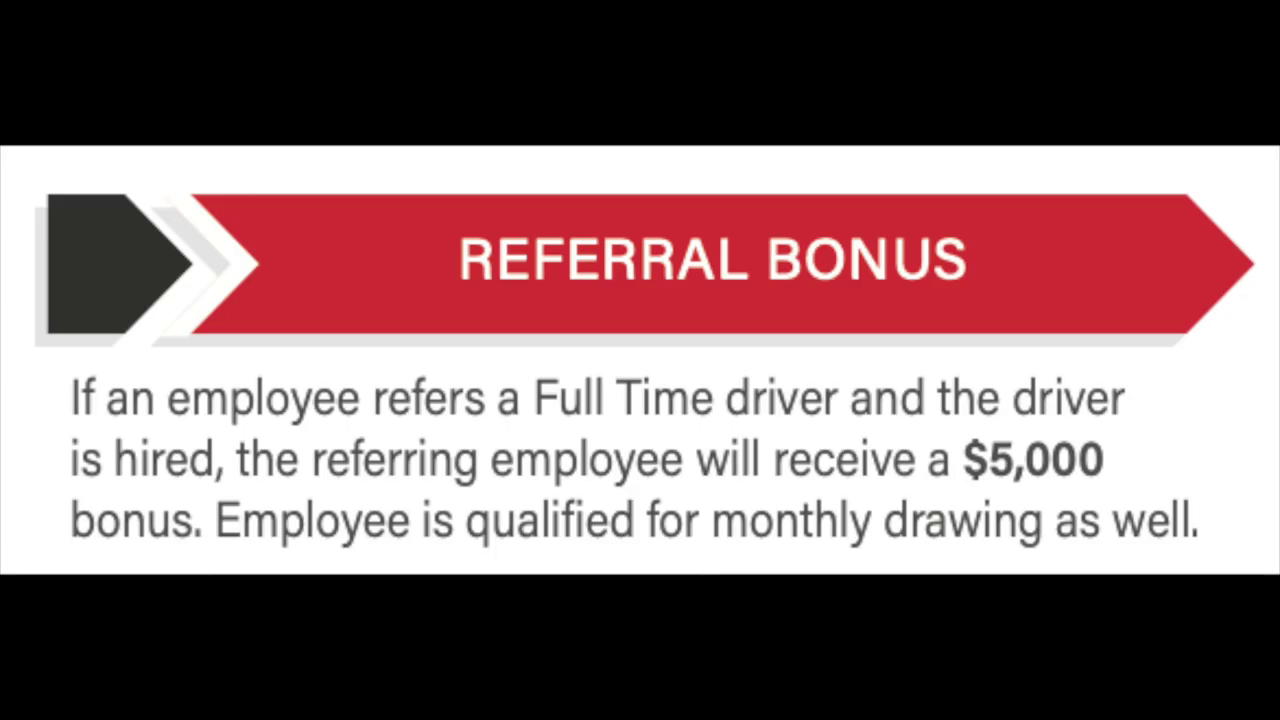 REFERRAL BONUS
If an employee refers a Full Time driver and the driver
is hired, the referring employee will receive a $5,000
bonus. Employee is qualified for monthly drawing as well.